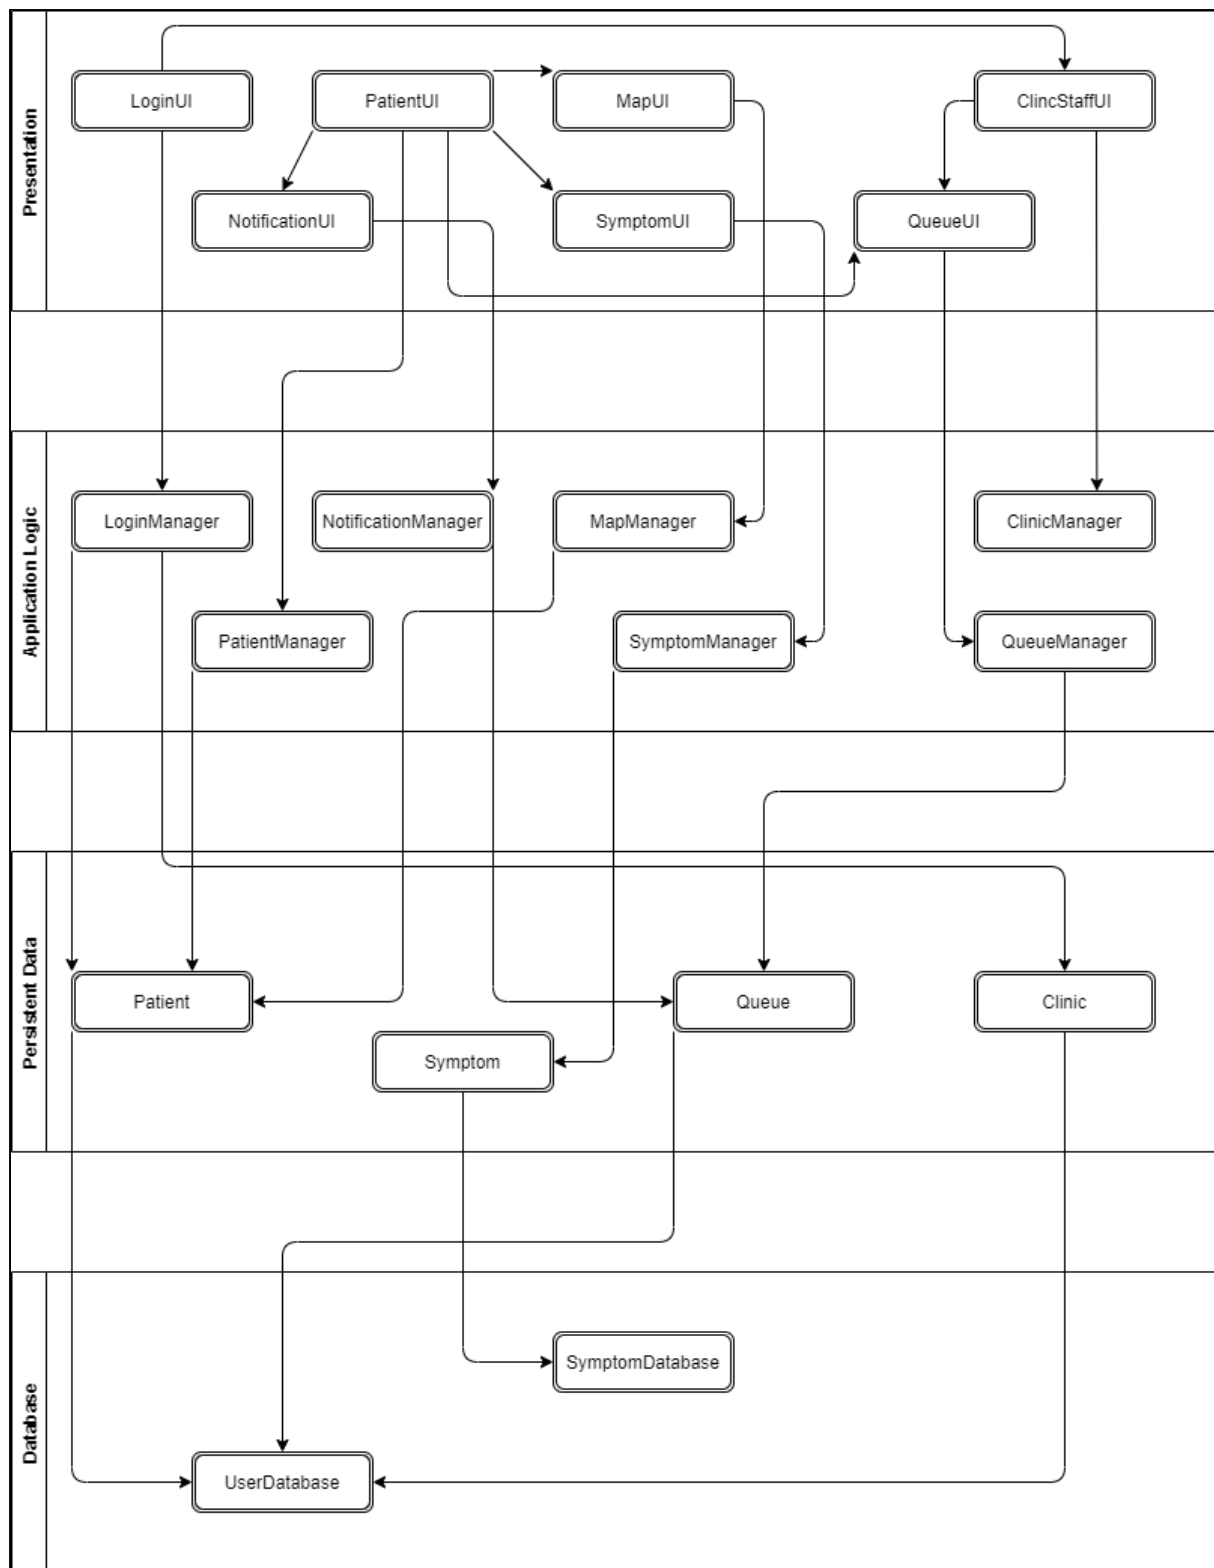 Presentation
LoginUI
PatientUI
MapUI
ClincStaffUI
NotificationUI
SymptomUI
QueueUI
Application Logic
LoginManager
NotificationManager
MapManager
ClinicManager
PatientManager
SymptomManager
QueueManager
Persistent Data
Patient
Queue
Clinic
Symptom
Database
SymptomDatabase
UserDatabase